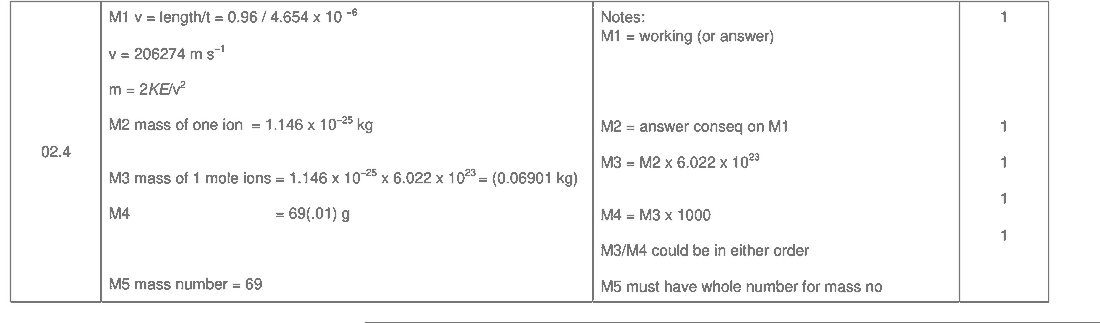 02.4
M1 v = length/t = 0.96 / 4.654 x 10 ⁻⁶
v = 206274 m s⁻¹
m = 2KE/v²
M2 mass of one ion = 1.146 x 10⁻²⁵ kg
M3 mass of 1 mole ions = 1.146 x 10⁻²⁵ x 6.022 x 10²³ = (0.06901 kg)
M4 = 69(.01) g
M5 mass number = 69
Notes:
M1 = working (or answer)
M2 = answer conseq on M1
M3 = M2 x 6.022 x 10²³
M4 = M3 x 1000
M3/M4 could be in either order
M5 must have whole number for mass no
1
1
1
1
1